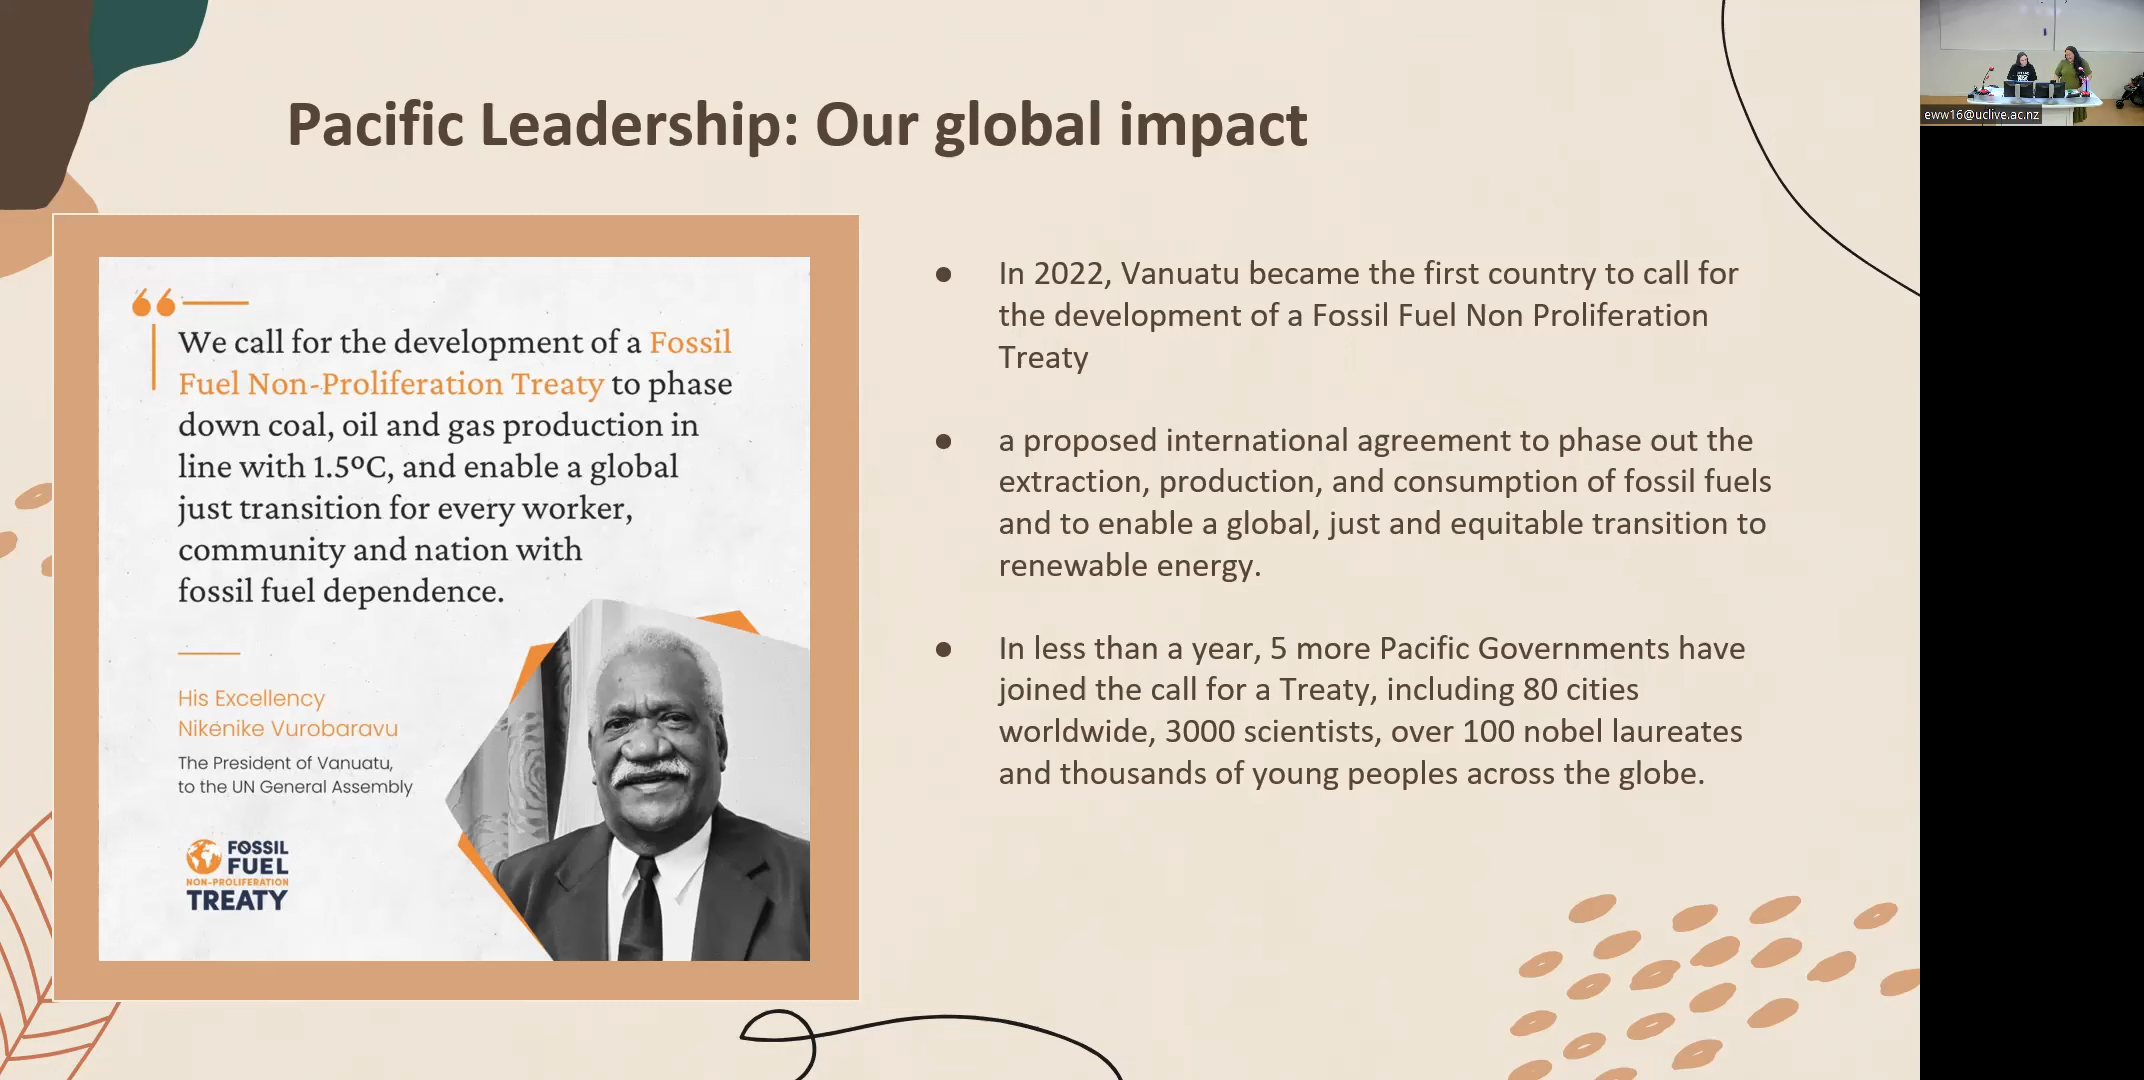 Pacific Leadership: Our global impact
We call for the development of a Fossil
Fuel Non-Proliferation Treaty to phase
down coal, oil and gas production in
line with 1.5ºC, and enable a global
just transition for every worker,
community and nation with
fossil fuel dependence.
His Excellency
Nikenike Vurobaravu
The President of Vanuatu,
to the UN General Assembly
FOSSIL
FUEL
NON-PROLIFERATION
TREATY
● In 2022, Vanuatu became the first country to call for
the development of a Fossil Fuel Non Proliferation
Treaty
● a proposed international agreement to phase out the
extraction, production, and consumption of fossil fuels
and to enable a global, just and equitable transition to
renewable energy.
● In less than a year, 5 more Pacific Governments have
joined the call for a Treaty, including 80 cities
worldwide, 3000 scientists, over 100 nobel laureates
and thousands of young peoples across the globe.
eww16@uclive.ac.nz